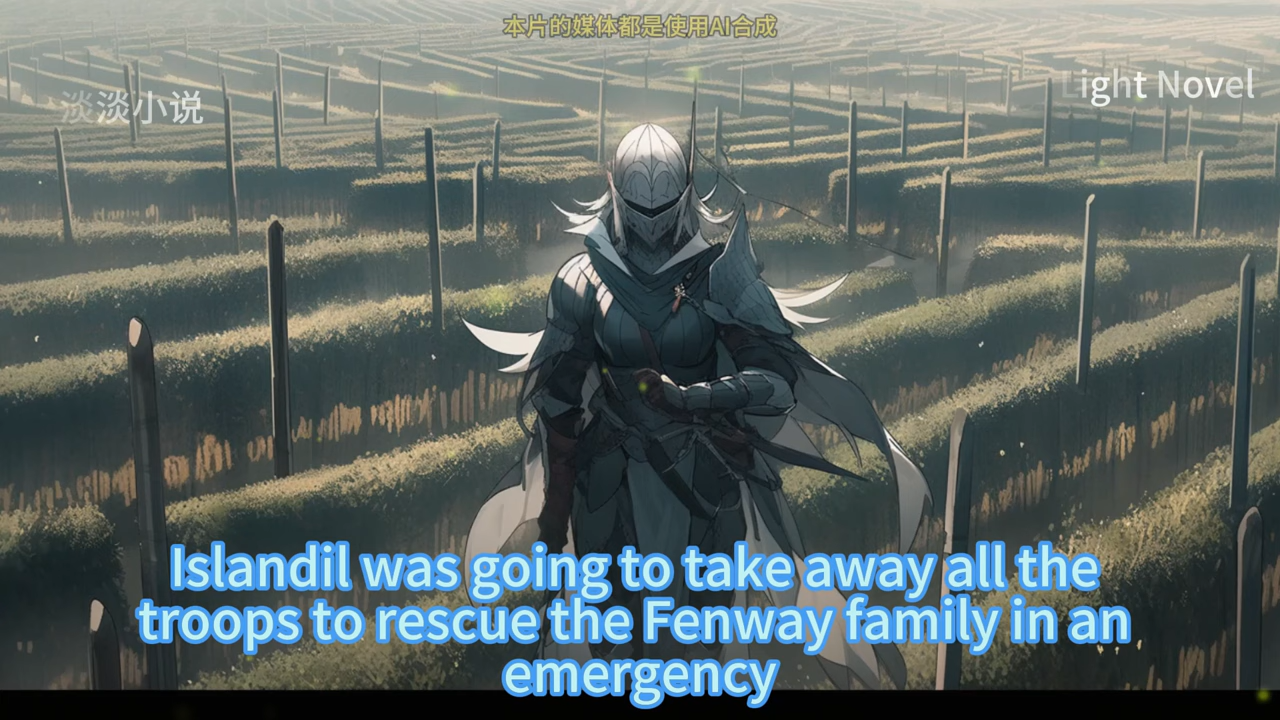 本片的媒体都是使用AI合成
淡淡小说
Light Novel
Islandil was going to take away all the
troops to rescue the Fenway family in an
emergency